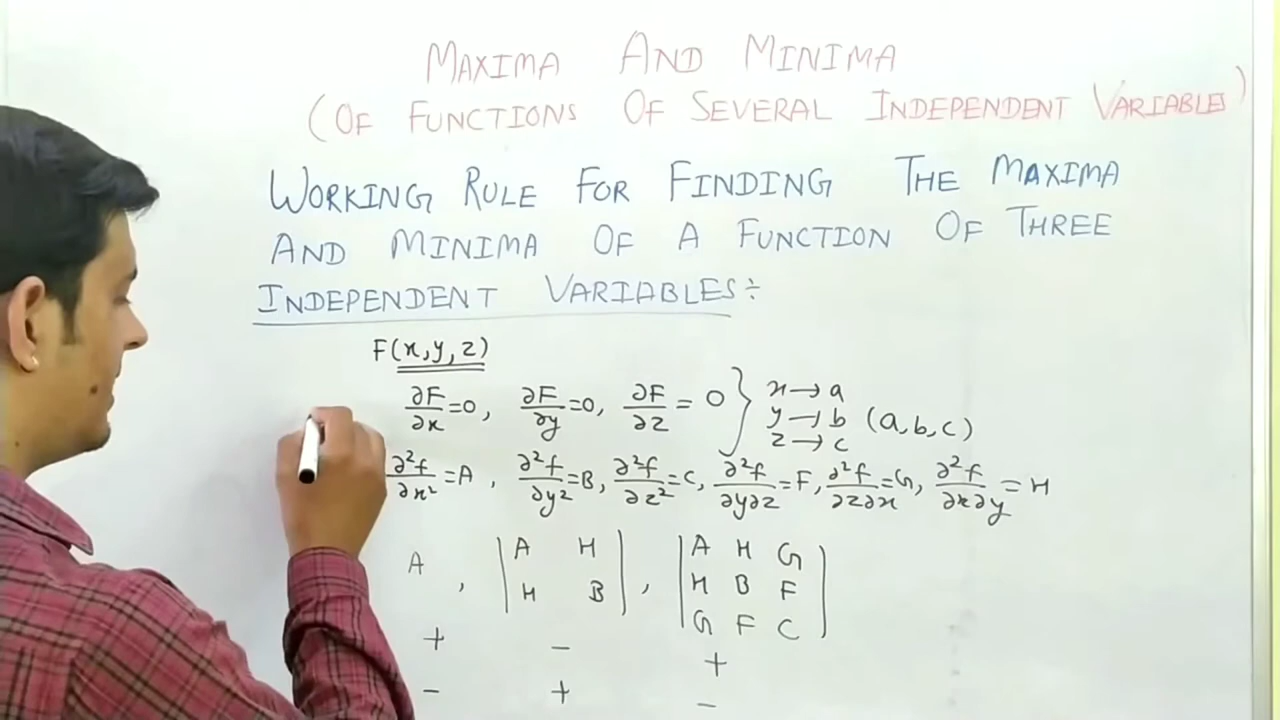 MAXIMA AND MINIMA
(OF FUNCTIONS OF SEVERAL INDEPENDENT VARIABLES)
WORKING RULE FOR FINDING THE MAXIMA
AND MINIMA OF A FUNCTION OF THREE
INDEPENDENT VARIABLES÷
F(x,y,z)
∂F/∂x=0, ∂F/∂y=0, ∂F/∂z=0 } x→a y→b z→c (a,b,c)
∂²f/∂x²=A, ∂²f/∂y²=B, ∂²f/∂z²=C, ∂²f/∂y∂z=F, ∂²f/∂z∂x=G, ∂²f/∂x∂y=H
A, |A H| , |A H G|
|H B| |H B F|
|G F C|
+ - +
- + -